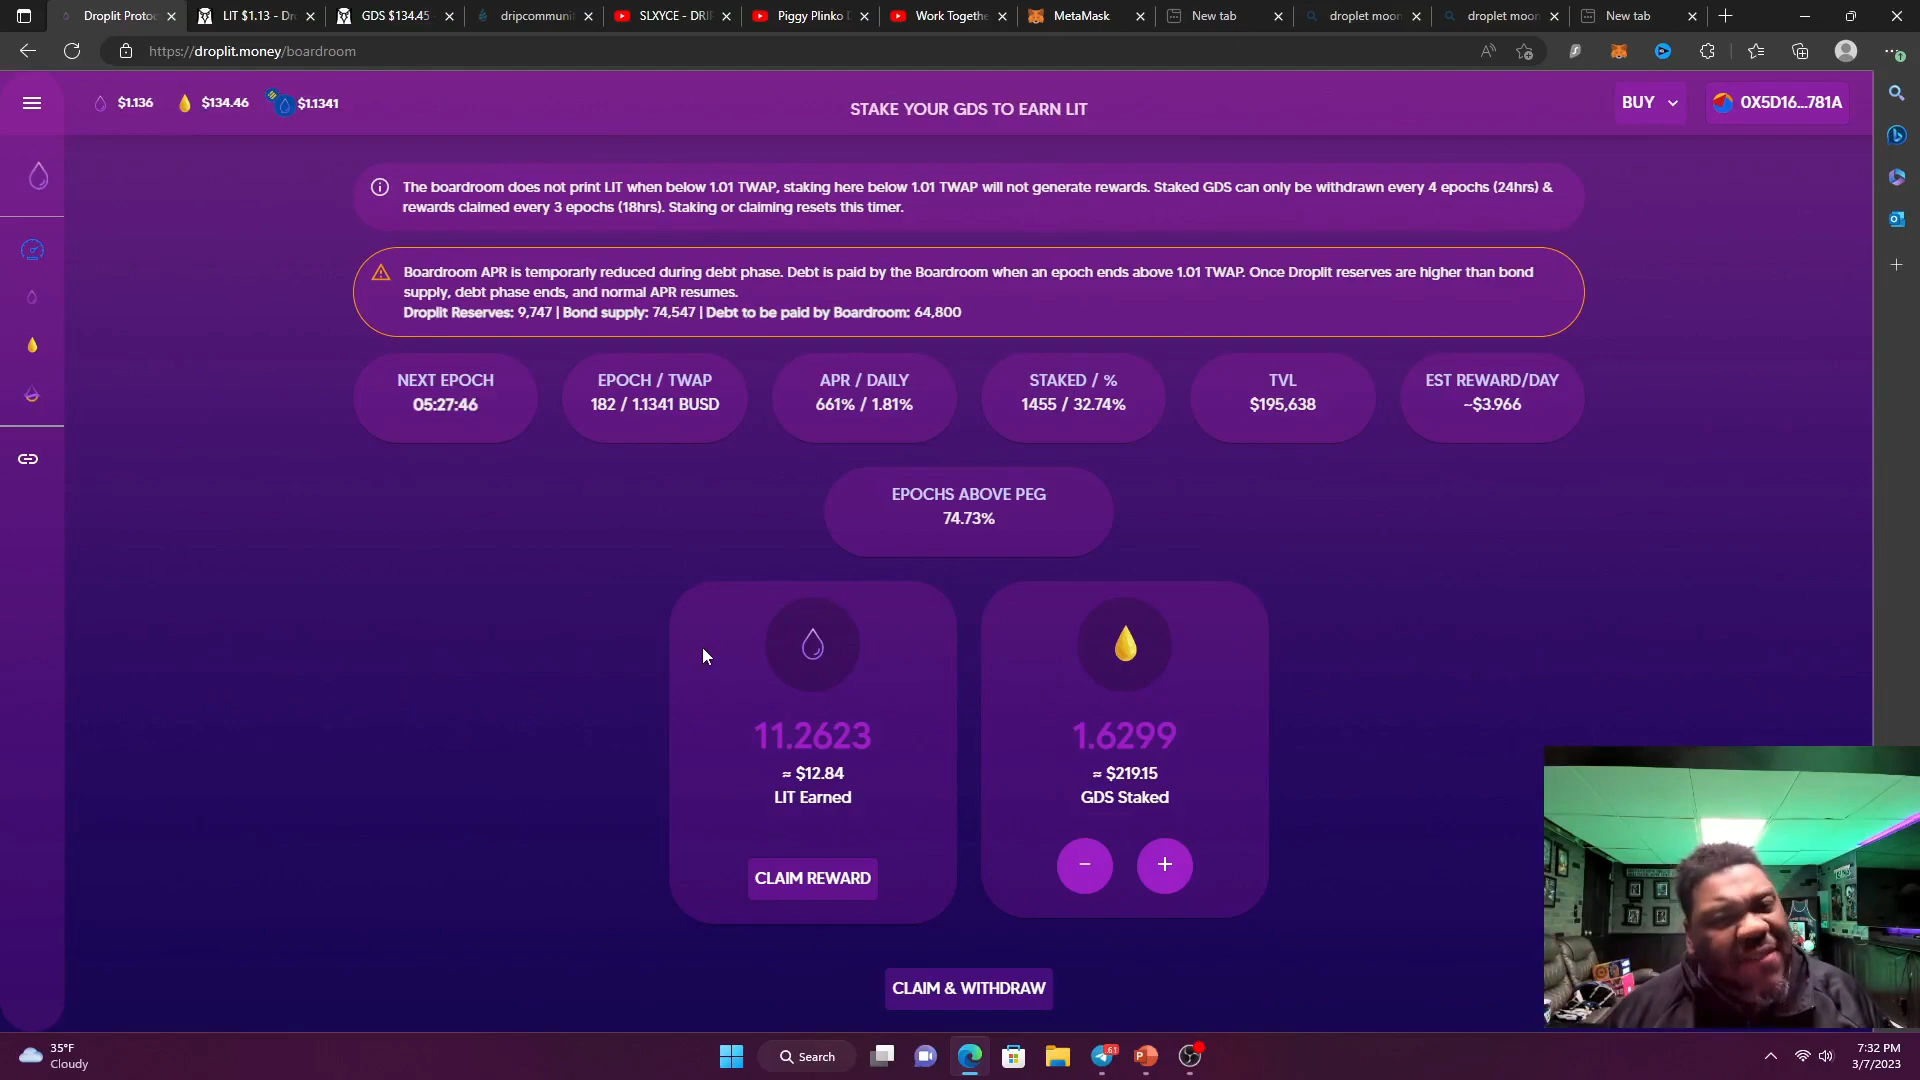 Droplit Protoc
LIT $1.13 - Dr
GDS $134.45
dripcommuni
SLXYCE - DRI
Piggy Plinko
Work Togethe
MetaMask
New tab
droplet moon
droplet moon
New tab
https://droplit.money/boardroom
$1.136
$134.46
$1.1341
STAKE YOUR GDS TO EARN LIT
BUY
0X5D16...781A
The boardroom does not print LIT when below 1.01 TWAP, staking here below 1.01 TWAP will not generate rewards. Staked GDS can only be withdrawn every 4 epochs (24hrs) &
rewards claimed every 3 epochs (18hrs). Staking or claiming resets this timer.
Boardroom APR is temporarly reduced during debt phase. Debt is paid by the Boardroom when an epoch ends above 1.01 TWAP. Once Droplit reserves are higher than bond
supply, debt phase ends, and normal APR resumes.
Droplit Reserves: 9,747 | Bond supply: 74,547 | Debt to be paid by Boardroom: 64,800
NEXT EPOCH
05:27:46
EPOCH / TWAP
182 / 1.1341 BUSD
APR / DAILY
661% / 1.81%
STAKED / %
1455 / 32.74%
TVL
$195,638
EST REWARD/DAY
~$3.966
EPOCHS ABOVE PEG
74.73%
11.2623
≈ $12.84
LIT Earned
CLAIM REWARD
1.6299
≈ $219.15
GDS Staked
CLAIM & WITHDRAW
35°F
Cloudy
Search
61
7:32 PM
3/7/2023